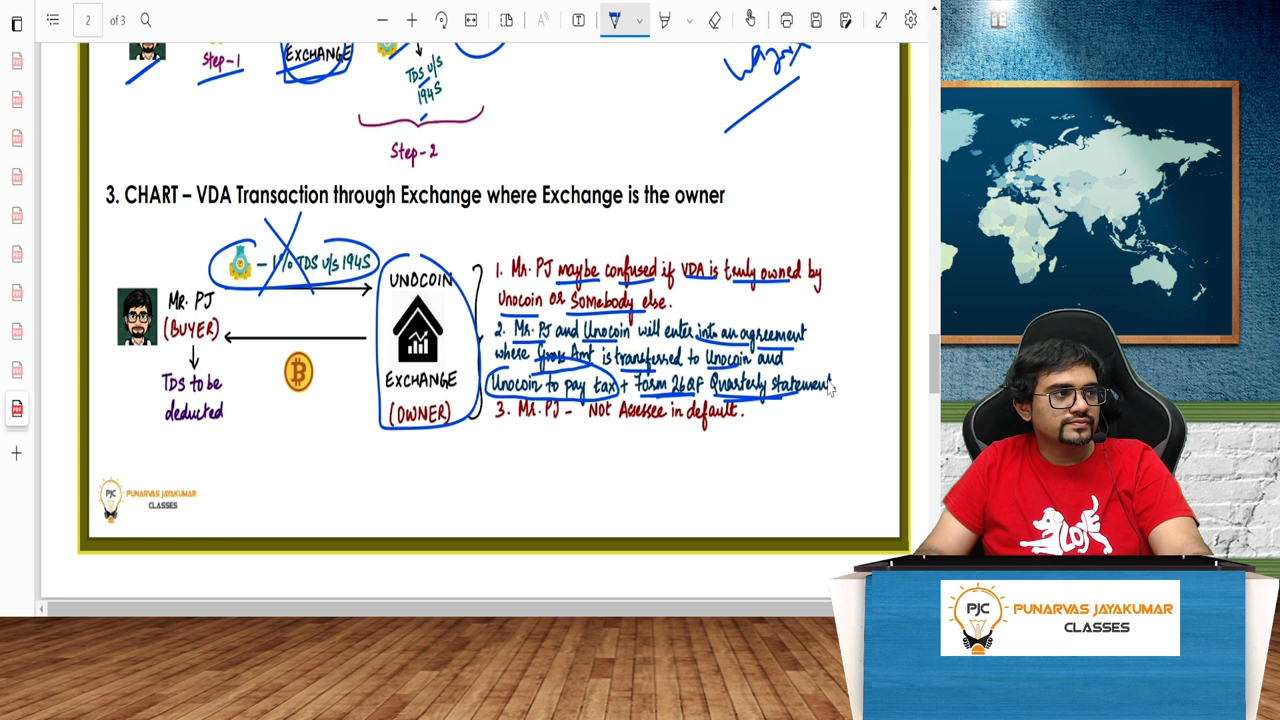 2 of 3
EXCHANGE
Step-1
TDS u/s
194S
Step-2
3. CHART – VDA Transaction through Exchange where Exchange is the owner
- 1% TDS u/s 194S
MR. PJ
(BUYER)
TDS to be
deducted
UNOCOIN
EXCHANGE
(OWNER)
1. Mr. PJ maybe confused if VDA is truly owned by
Unocoin or somebody else.
2. Mr. PJ and Unocoin will enter into an agreement
where Gross Amt is transferred to Unocoin and
Unocoin to pay tax + Form 26QF Quarterly statement
3. Mr. PJ - Not Assessee in default.
PJC
PUNARVAS JAYAKUMAR
CLASSES
LOVE
PJC
PUNARVAS JAYAKUMAR
CLASSES